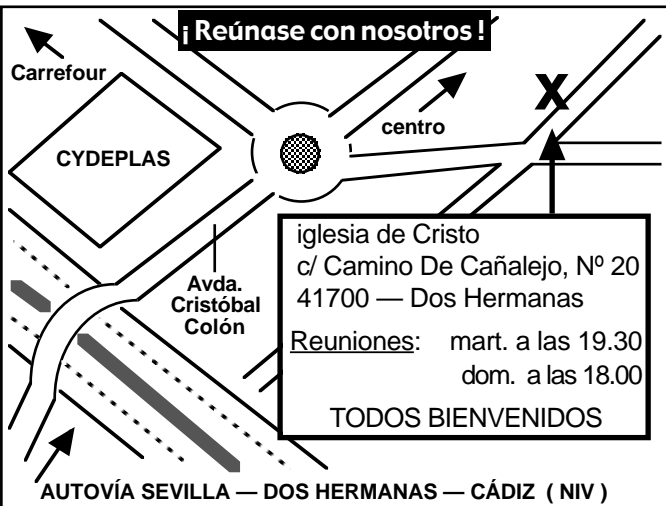 ¡ Reúnase con nosotros !
Carrefour
centro
X
CYDEPLAS
Avda.
Cristóbal
Colón
iglesia de Cristo
c/ Camino De Cañalejo, Nº 20
41700 — Dos Hermanas
Reuniones: mart. a las 19.30
dom. a las 18.00
TODOS BIENVENIDOS
AUTOVÍA SEVILLA — DOS HERMANAS — CÁDIZ ( NIV )